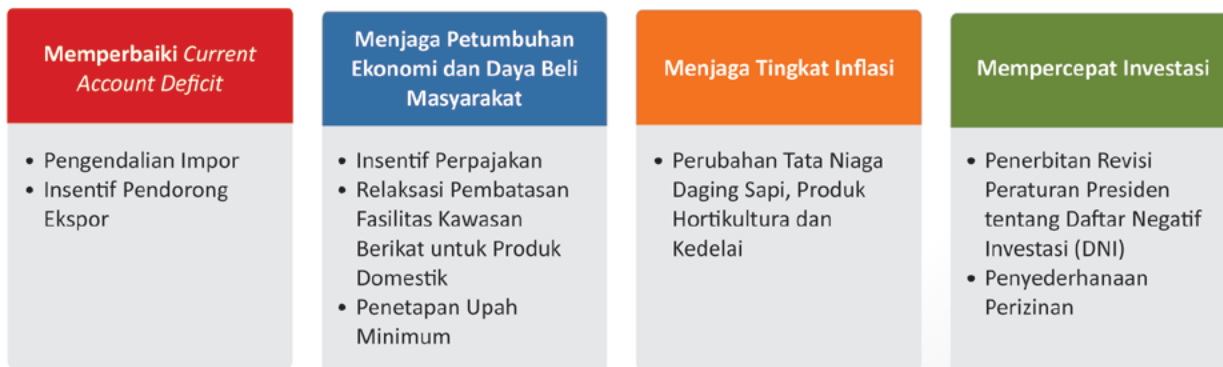 Memperbaiki Current
Account Deficit
• Pengendalian Impor
• Insentif Pendorong
Ekspor
Menjaga Petumbuhan
Ekonomi dan Daya Beli
Masyarakat
• Insentif Perpajakan
• Relaksasi Pembatasan
Fasilitas Kawasan
Berikat untuk Produk
Domestik
• Penetapan Upah
Minimum
Menjaga Tingkat Inflasi
• Perubahan Tata Niaga
Daging Sapi, Produk
Hortikultura dan
Kedelai
Mempercepat Investasi
• Penerbitan Revisi
Peraturan Presiden
tentang Daftar Negatif
Investasi (DNI)
• Penyederhanaan
Perizinan